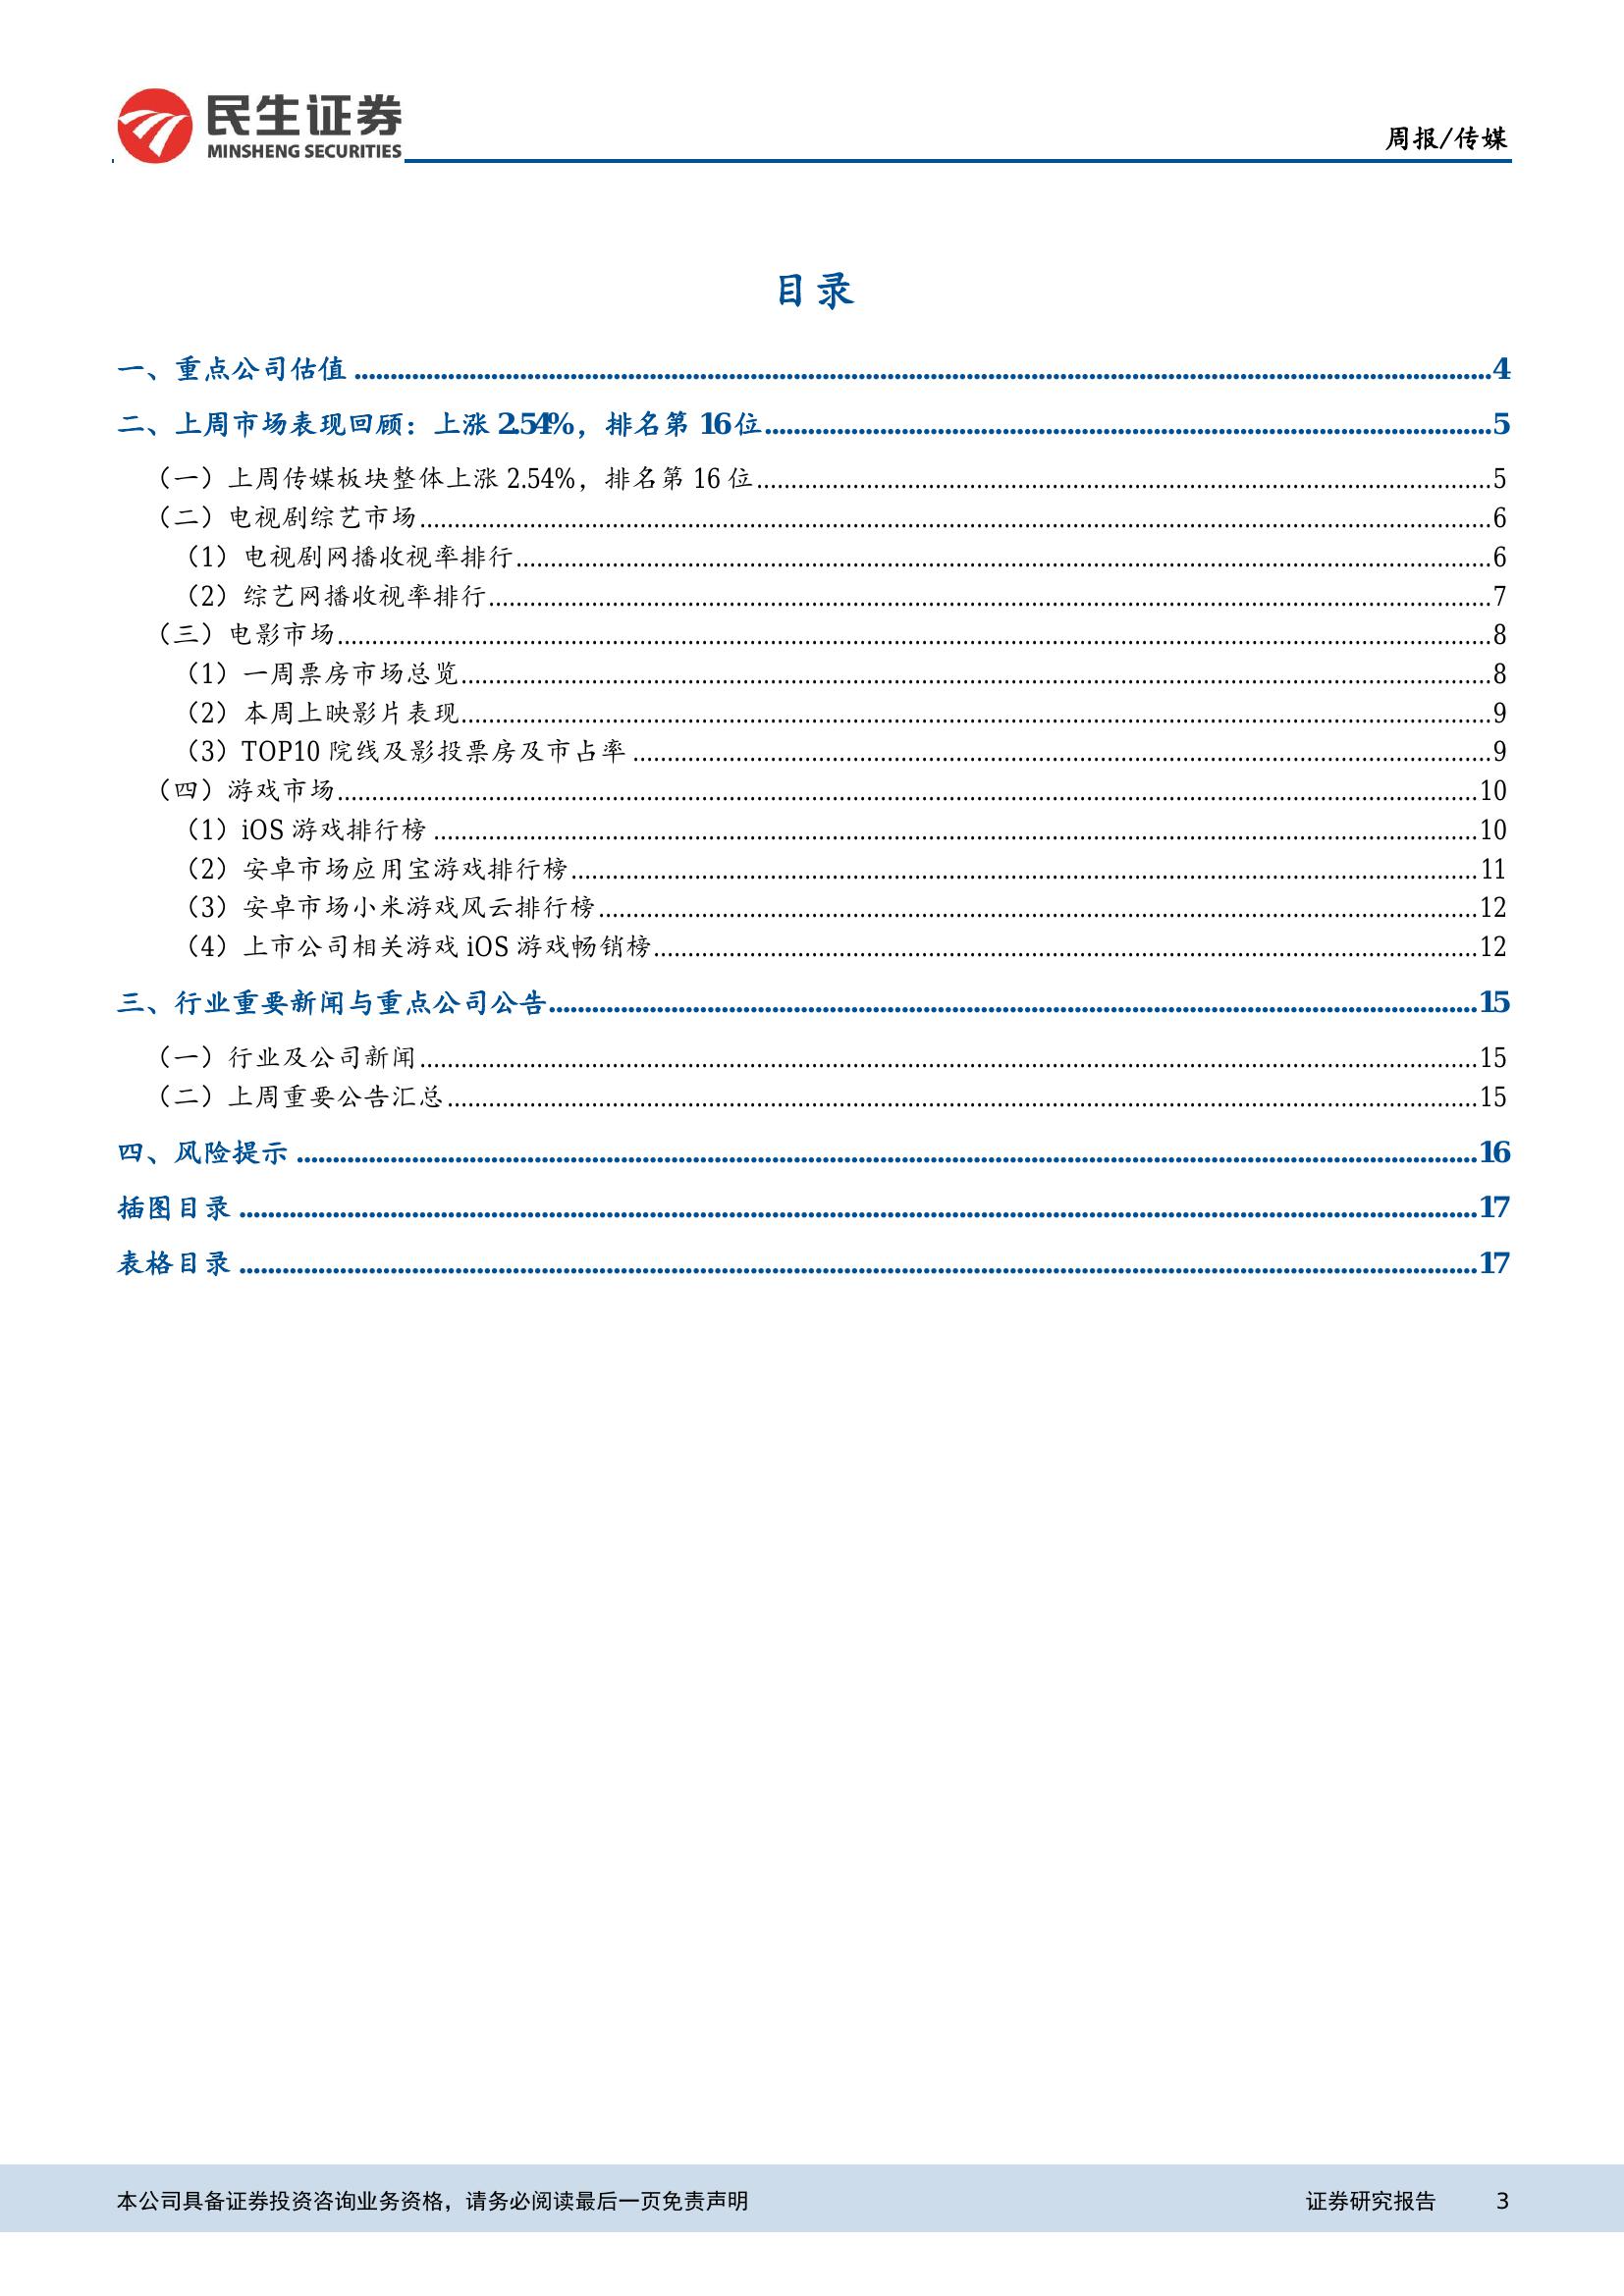 民生证券
MINSHENG SECURITIES
周报/传媒
目录
一、重点公司估值 ........ 4
二、上周市场表现回顾：上涨 2.54%，排名第 16 位 ........ 5
（一）上周传媒板块整体上涨 2.54%，排名第 16 位 ........ 5
（二）电视剧综艺市场 ........ 6
（1）电视剧网播收视率排行 ........ 6
（2）综艺网播收视率排行 ........ 7
（三）电影市场 ........ 8
（1）一周票房市场总览 ........ 8
（2）本周上映影片表现 ........ 9
（3）TOP10 院线及影投票房及市占率 ........ 9
（四）游戏市场 ........ 10
（1）iOS 游戏排行榜 ........ 10
（2）安卓市场应用宝游戏排行榜 ........ 11
（3）安卓市场小米游戏风云排行榜 ........ 12
（4）上市公司相关游戏 iOS 游戏畅销榜 ........ 12
三、行业重要新闻与重点公司公告 ........ 15
（一）行业及公司新闻 ........ 15
（二）上周重要公告汇总 ........ 15
四、风险提示 ........ 16
插图目录 ........ 17
表格目录 ........ 17
本公司具备证券投资咨询业务资格，请务必阅读最后一页免责声明 证券研究报告 3